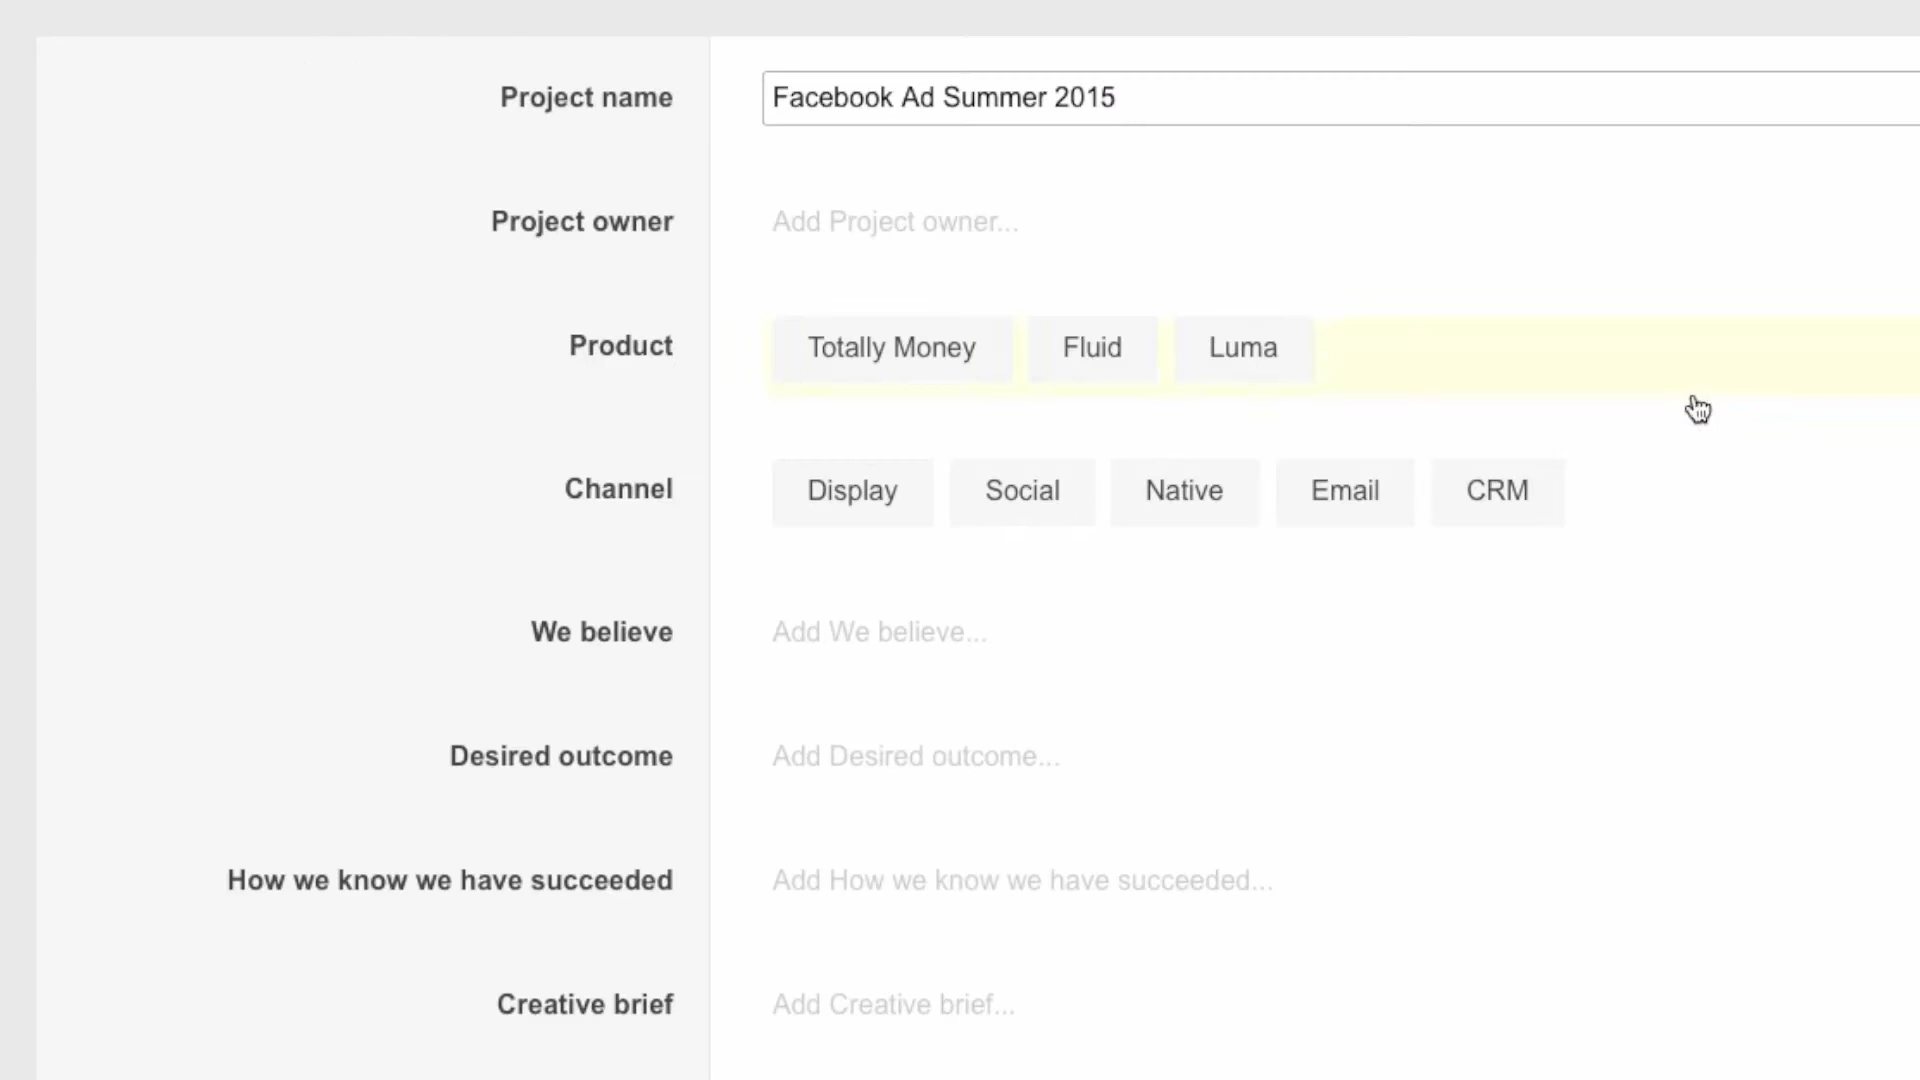 Project name Facebook Ad Summer 2015
Project owner Add Project owner...
Product Totally Money Fluid Luma
Channel Display Social Native Email CRM
We believe Add We believe...
Desired outcome Add Desired outcome...
How we know we have succeeded Add How we know we have succeeded...
Creative brief Add Creative brief...